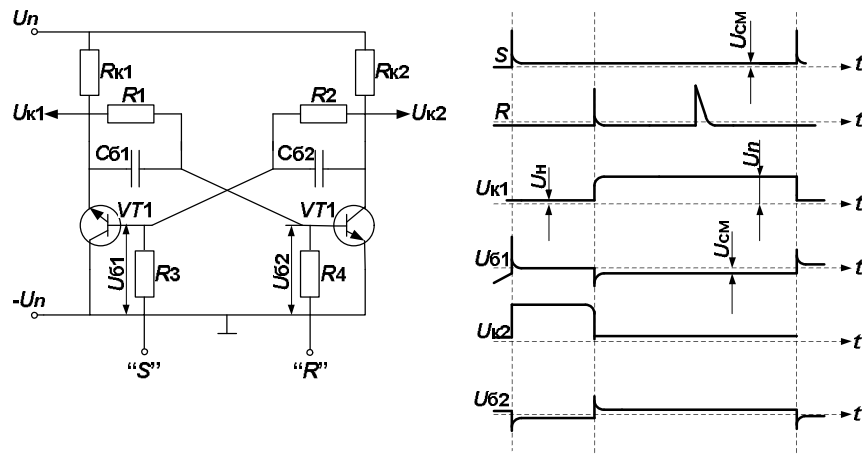 Uп
Rк1
Rк2
R1
R2
Uк1
Uк2
Сб1
Сб2
VT1
VT1
Uб1
R3
Uб2
R4
-Uп
“S”
“R”
S
Uсм
t
R
t
Uк1
Uн
Uп
t
Uб1
Uсм
t
Uк2
t
Uб2
t